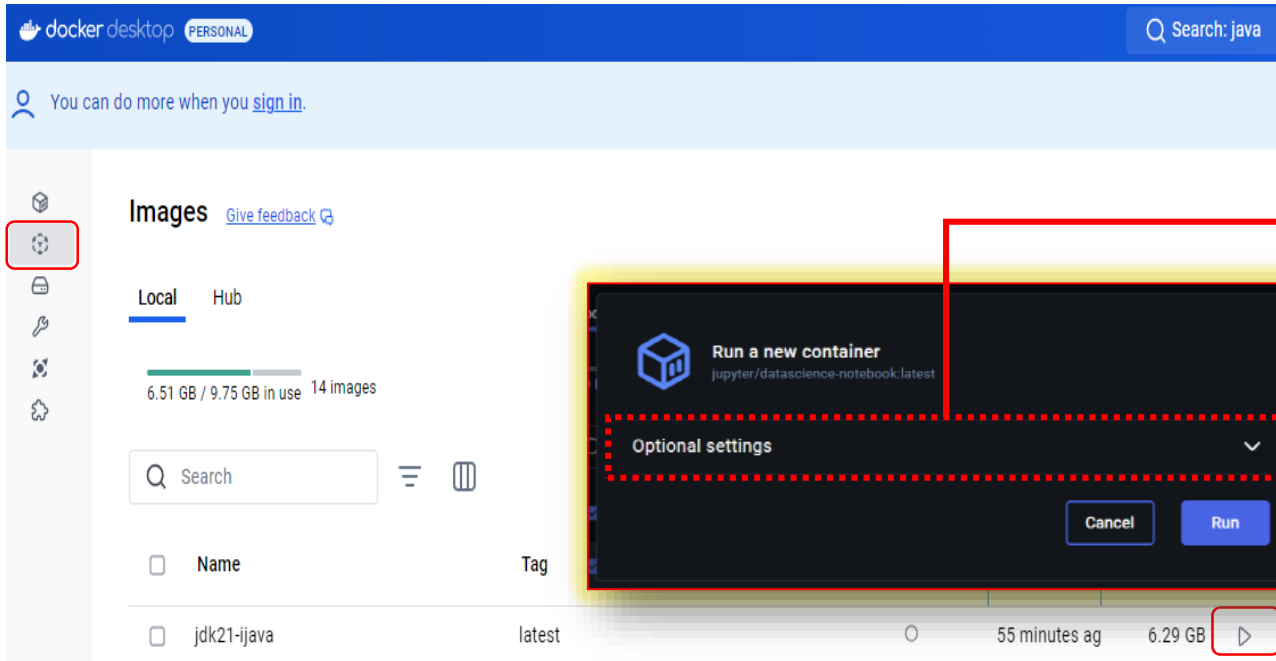 docker desktop PERSONAL
Search: java
You can do more when you sign in.
Images Give feedback
Local Hub
6.51 GB / 9.75 GB in use 14 images
Run a new container
jupyter/datascience-notebook:latest
Optional settings
Search
Cancel Run
Name Tag
jdk21-ijava latest 55 minutes ag 6.29 GB